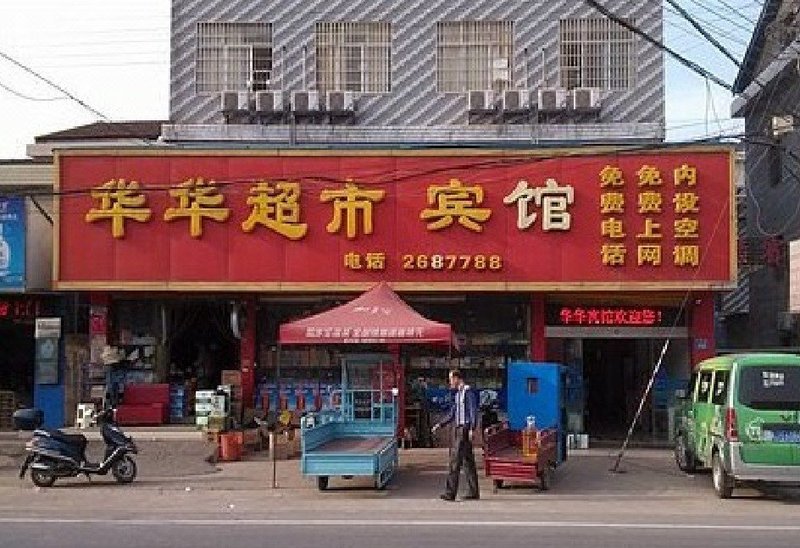 华华超市 宾馆
电话 2687788
内设空调
免费上网
免费电话
华华宾馆欢迎您!